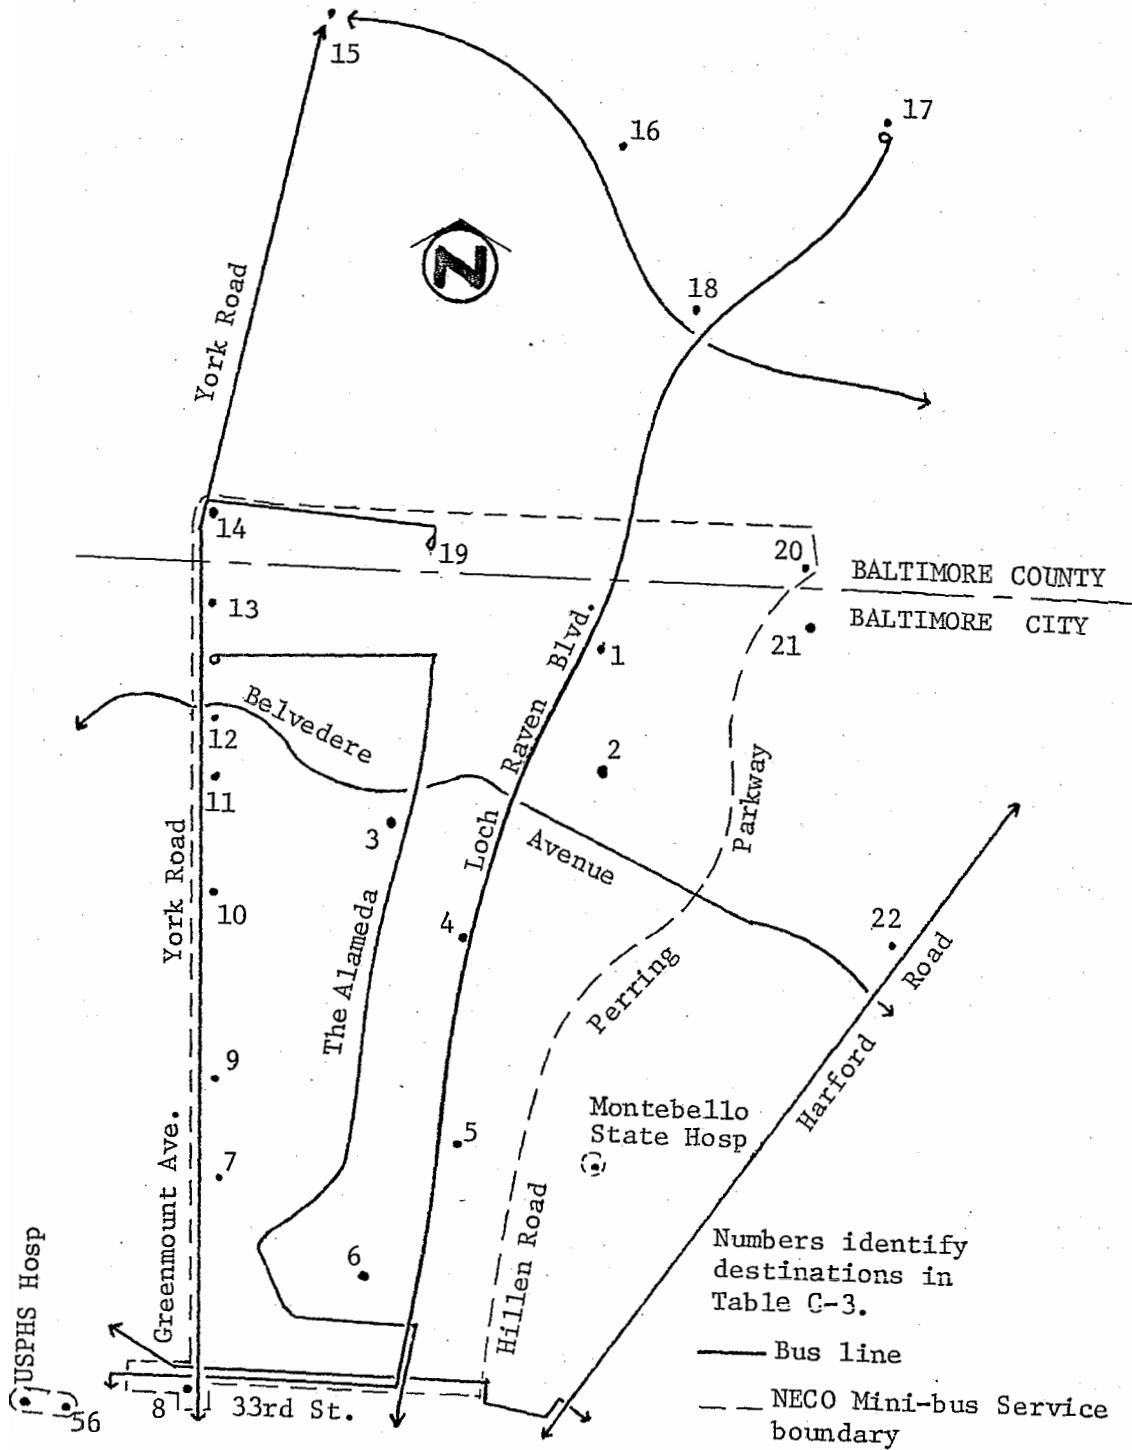 15
16
17
N
18
York Road
14
19
20
BALTIMORE COUNTY
13
BALTIMORE CITY
21
1
Belvedere
Loch Raven Blvd.
12
2
11
3
Avenue
Parkway
York Road
10
The Alameda
4
22
Perring
Road
9
Harford
Montebello
State Hosp
5
7
Greenmount Ave.
Hillen Road
6
USPHS Hosp
Numbers identify
destinations in
Table C-3.
Bus line
8
33rd St.
56
NECO Mini-bus Service
boundary